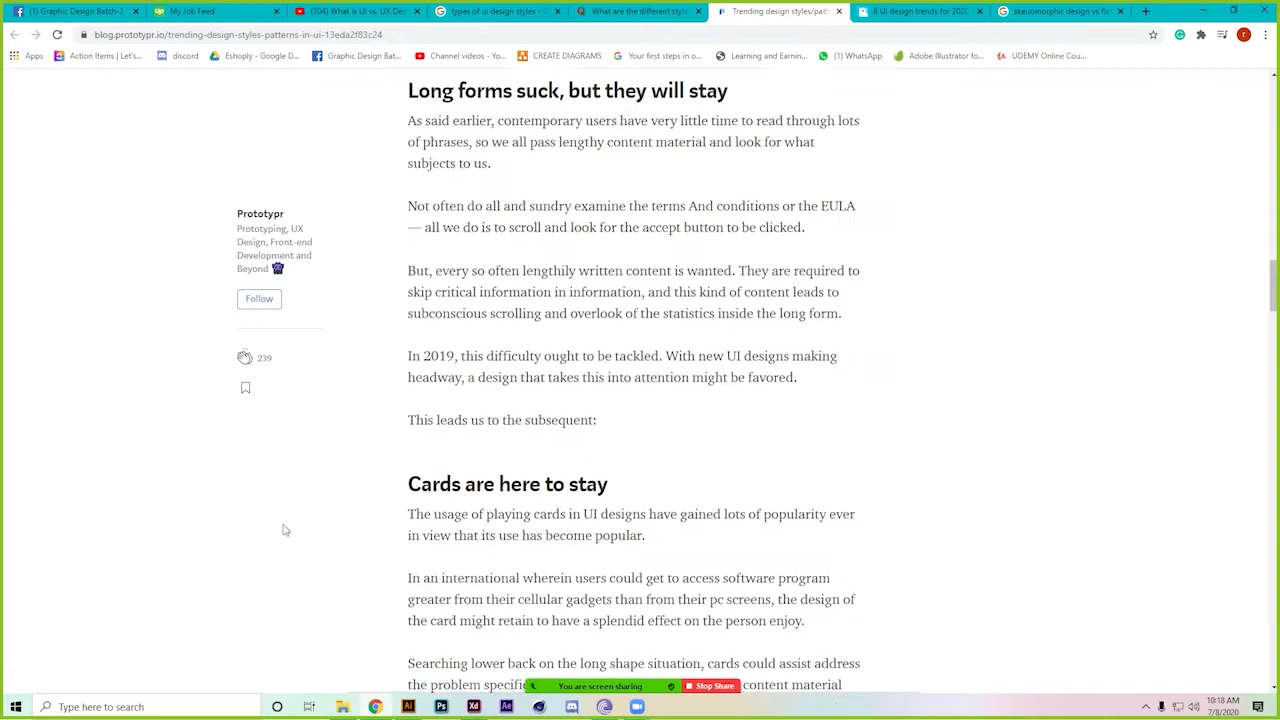 (1) Graphic Design Batch-2
My Job Feed
(104) What is UI vs. UX De
types of ui design styles -
What are the different style
Trending design styles/patt
8 UI design trends for 2020
skeuomorphic design vs fl
blog.prototypr.io/trending-design-styles-patterns-in-ui-13eda2f83c24
Apps
Action Items | Let's...
discord
Eshoply - Google D...
Graphic Design Bat...
Channel videos - Yo...
CREATE DIAGRAMS
Your first steps in o...
Learning and Earnin...
(1) WhatsApp
Adobe Illustrator fo...
UDEMY Online Cou...
Long forms suck, but they will stay
As said earlier, contemporary users have very little time to read through lots
of phrases, so we all pass lengthy content material and look for what
subjects to us.
Not often do all and sundry examine the terms And conditions or the EULA
— all we do is to scroll and look for the accept button to be clicked.
But, every so often lengthily written content is wanted. They are required to
skip critical information in information, and this kind of content leads to
subconscious scrolling and overlook of the statistics inside the long form.
In 2019, this difficulty ought to be tackled. With new UI designs making
headway, a design that takes this into attention might be favored.
This leads us to the subsequent:
Prototypr
Prototyping, UX
Design, Front-end
Development and
Beyond
Follow
239
Cards are here to stay
The usage of playing cards in UI designs have gained lots of popularity ever
in view that its use has become popular.
In an international wherein users could get to access software program
greater from their cellular gadgets than from their pc screens, the design of
the card might retain to have a splendid effect on the person enjoy.
Searching lower back on the long shape situation, cards could assist address
the problem specifi
content material
You are screen sharing
Stop Share
Type here to search
10:18 AM
7/8/2020